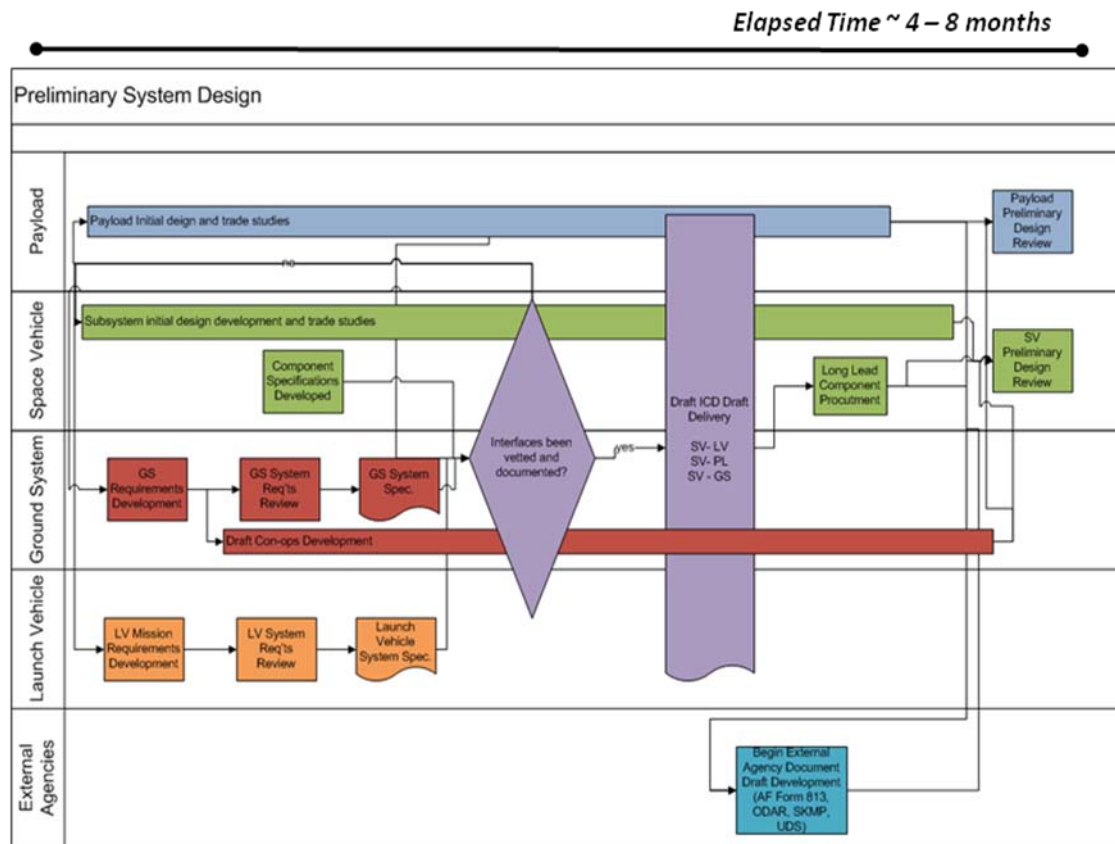 Elapsed Time ~ 4 – 8 months
Preliminary System Design
Payload
Payload Initial deign and trade studies
Payload
Preliminary
Design
Review
no
Space Vehicle
Subsystem initial design development and trade studies
Component
Specifications
Developed
Long Lead
Component
Procutment
SV
Preliminary
Design
Review
Draft ICD Draft
Delivery
SV- LV
SV- PL
SV - GS
Interfaces been
vetted and
documented?
yes
Ground System
GS
Requirements
Development
GS System
Req'ts
Review
GS System
Spec.
Draft Con-ops Development
Launch Vehicle
LV Mission
Requirements
Development
LV System
Req'ts
Review
Launch
Vehicle
System Spec.
External
Agencies
Begin External
Agency Document
Draft Development
(AF Form 813,
ODAR, SKMP,
UDS)